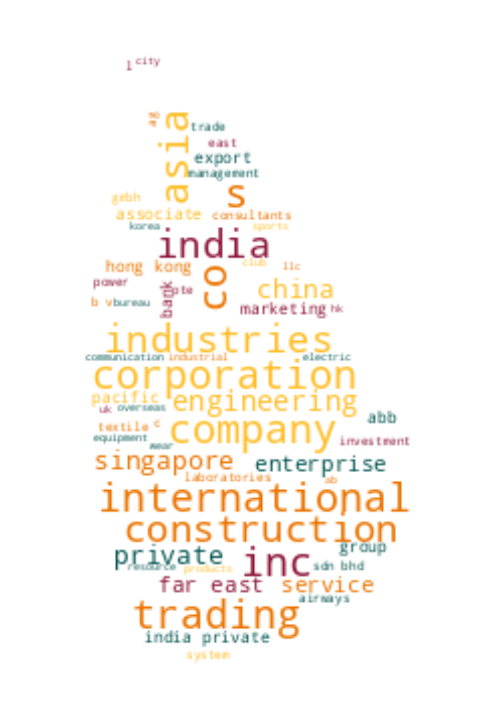 l city
ag
asia
trade
east
export
management
s
gmbh
associate
consultants
korea
sports
india
hong kong
club
llc
power
co
bank
pte
china
b v
bureau
marketing
hk
industries
communication
industrial
electric
corporation
pacific
engineering
uk
overseas
abb
textile
c
company
equipment
wear
investment
singapore
enterprise
laboratories
ab
international
construction
private
group
inc
resource
products
sdn bhd
far east
service
airways
trading
india private
system